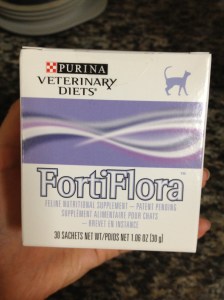 PURINA
VETERINARY
DIETS®
FortiFlora™
FELINE NUTRITIONAL SUPPLEMENT – PATENT PENDING
SUPPLÉMENT ALIMENTAIRE POUR CHATS
– BREVET EN INSTANCE
30 SACHETS NET WT/POIDS NET 1.06 OZ (30 g)